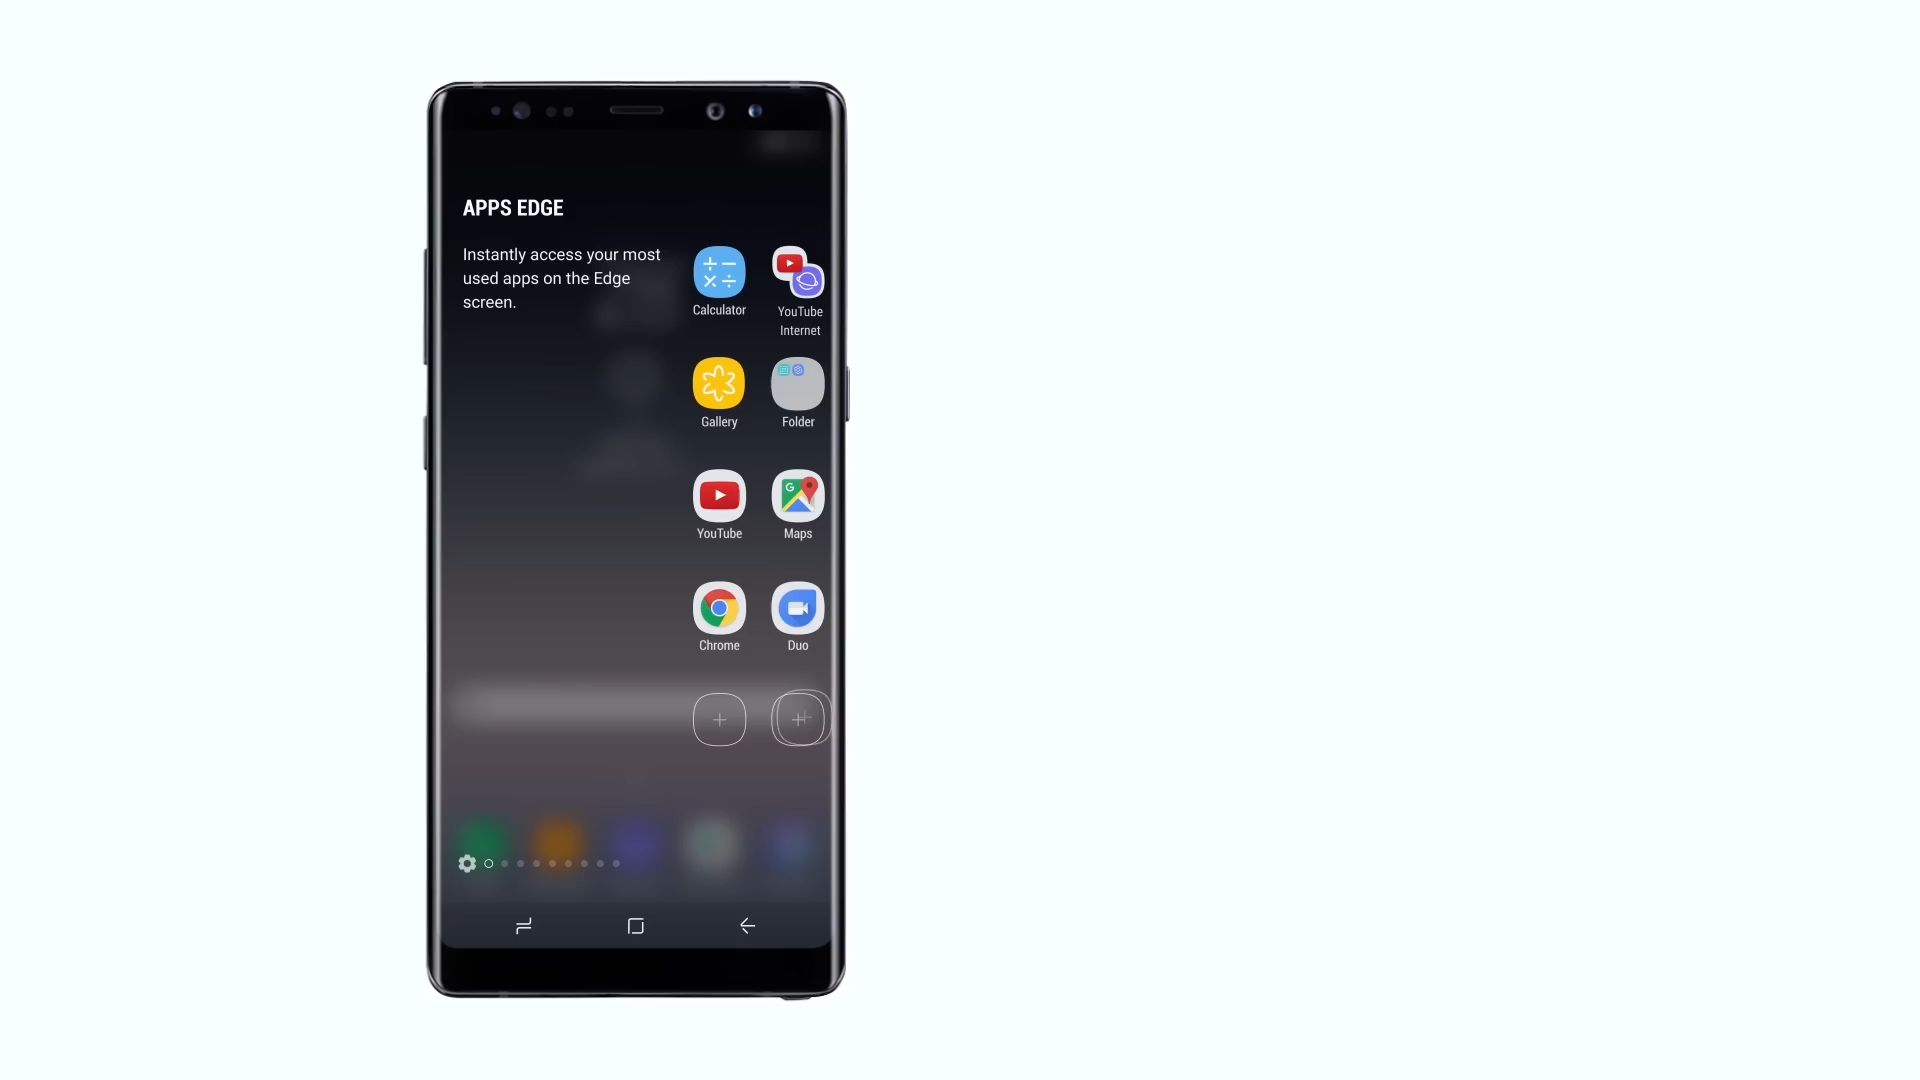 APPS EDGE
Instantly access your most
used apps on the Edge
screen.
Calculator
YouTube
Internet
Gallery
Folder
YouTube
Maps
Chrome
Duo